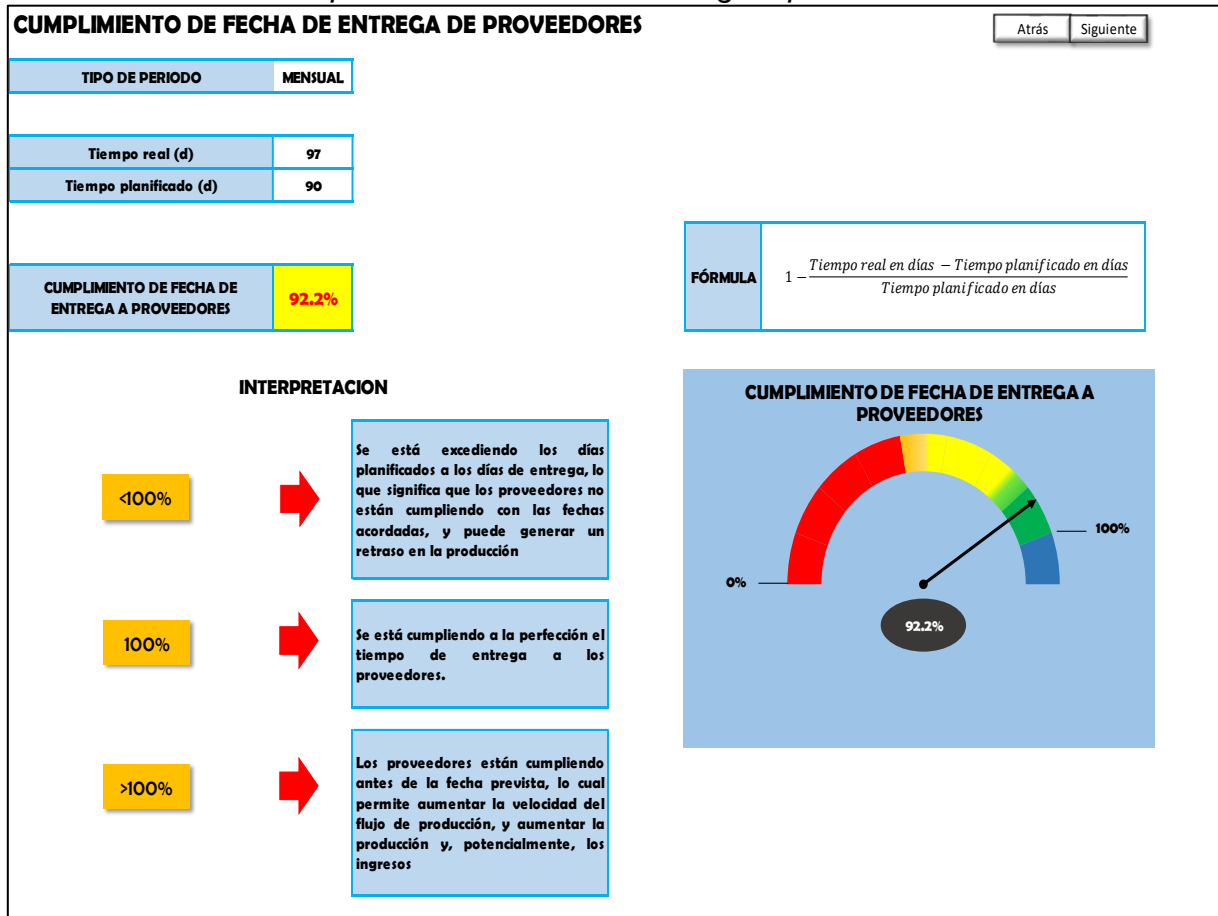 CUMPLIMIENTO DE FECHA DE ENTREGA DE PROVEEDORES
Atrás Siguiente
TIPO DE PERIODO MENSUAL
Tiempo real (d) 97
Tiempo planificado (d) 90
CUMPLIMIENTO DE FECHA DE
ENTREGA A PROVEEDORES
92.2%
FÓRMULA
1 − (Tiempo real en días − Tiempo planificado en días
Tiempo planificado en días
INTERPRETACION
<100%
Se está excediendo los días
planificados a los días de entrega, lo
que significa que los proveedores no
están cumpliendo con las fechas
acordadas, y puede generar un
retraso en la producción
100%
Se está cumpliendo a la perfección el
tiempo de entrega a los
proveedores.
>100%
Los proveedores están cumpliendo
antes de la fecha prevista, lo cual
permite aumentar la velocidad del
flujo de producción, y aumentar la
producción y, potencialmente, los
ingresos
CUMPLIMIENTO DE FECHA DE ENTREGA A
PROVEEDORES
100%
0%
92.2%